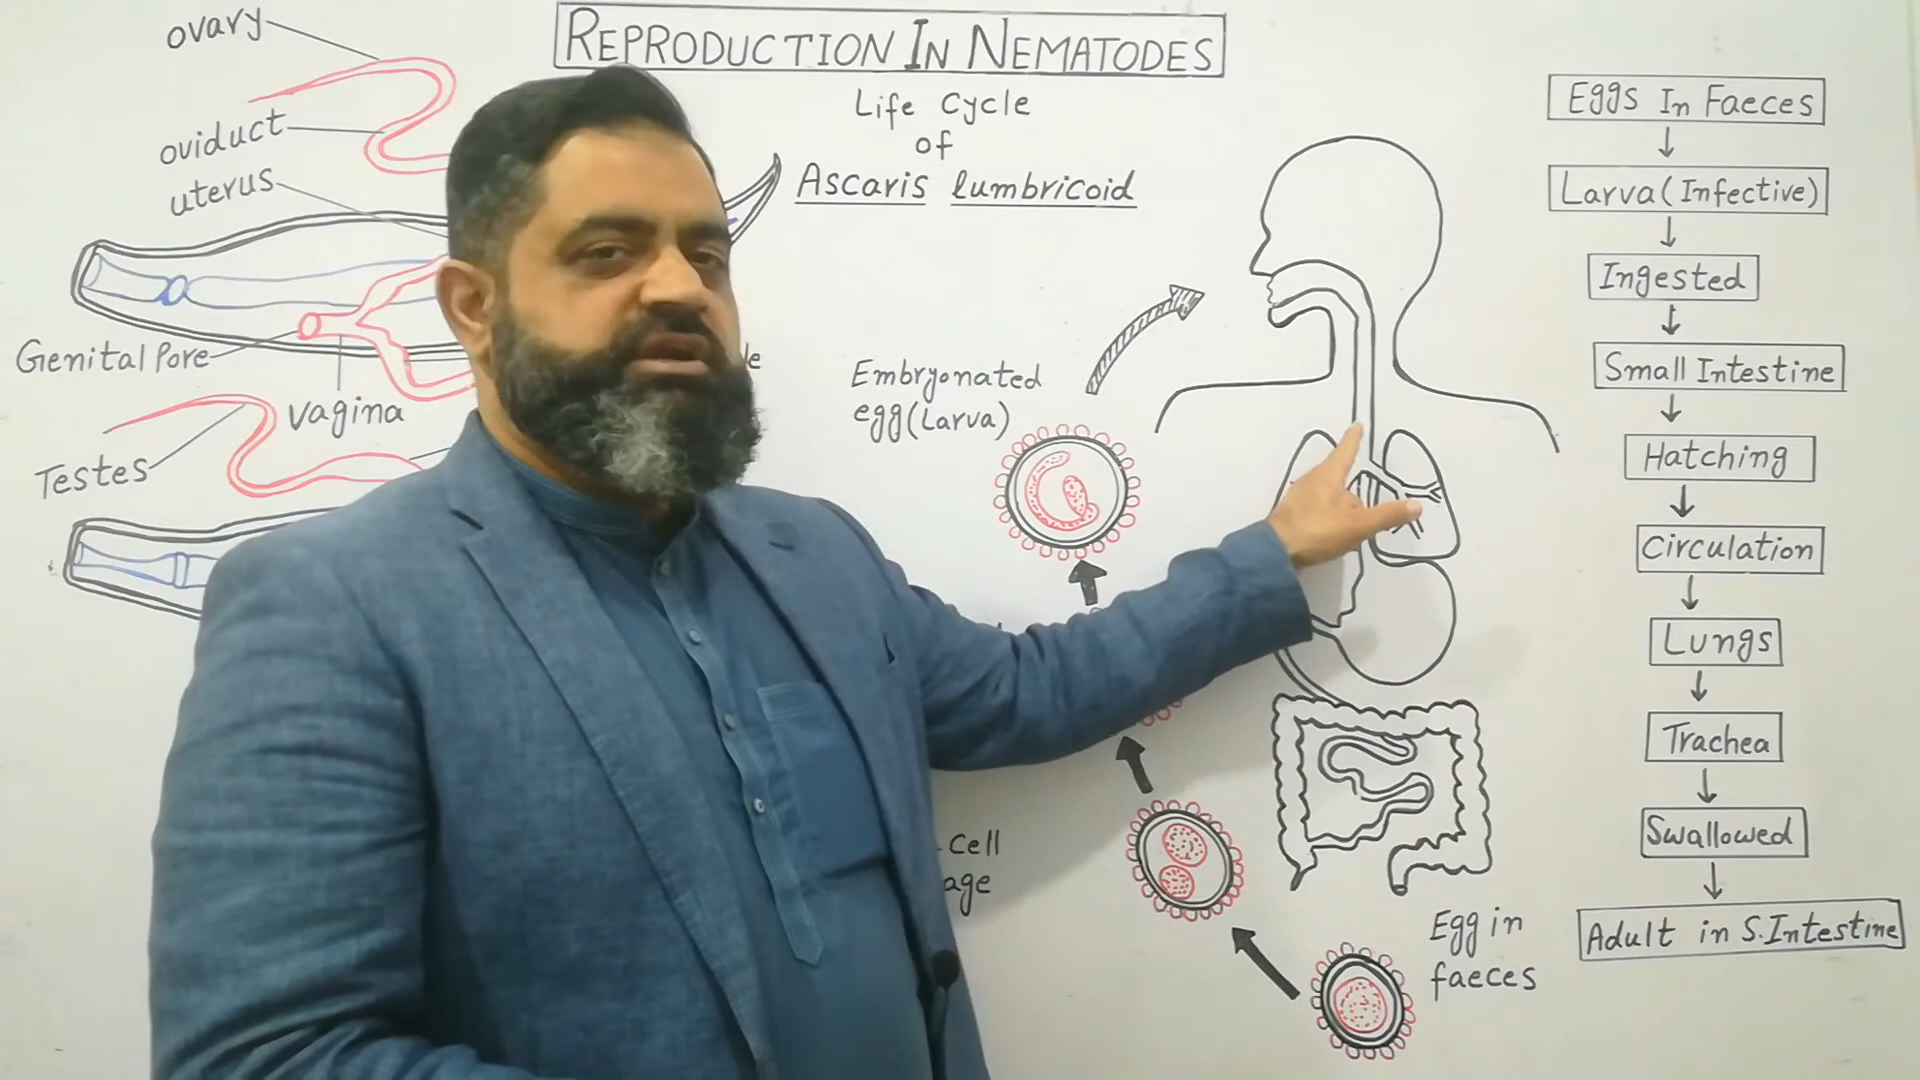 REPRODUCTION IN NEMATODES
Life Cycle
of
Ascaris lumbricoid
ovary
oviduct
uterus
Genital Pore
vagina
Testes
Embryonated
egg (Larva)
Cell
Egg in
faeces
Eggs In Faeces
Larva (Infective)
Ingested
Small Intestine
Hatching
Circulation
Lungs
Trachea
Swallowed
Adult in S. Intestine